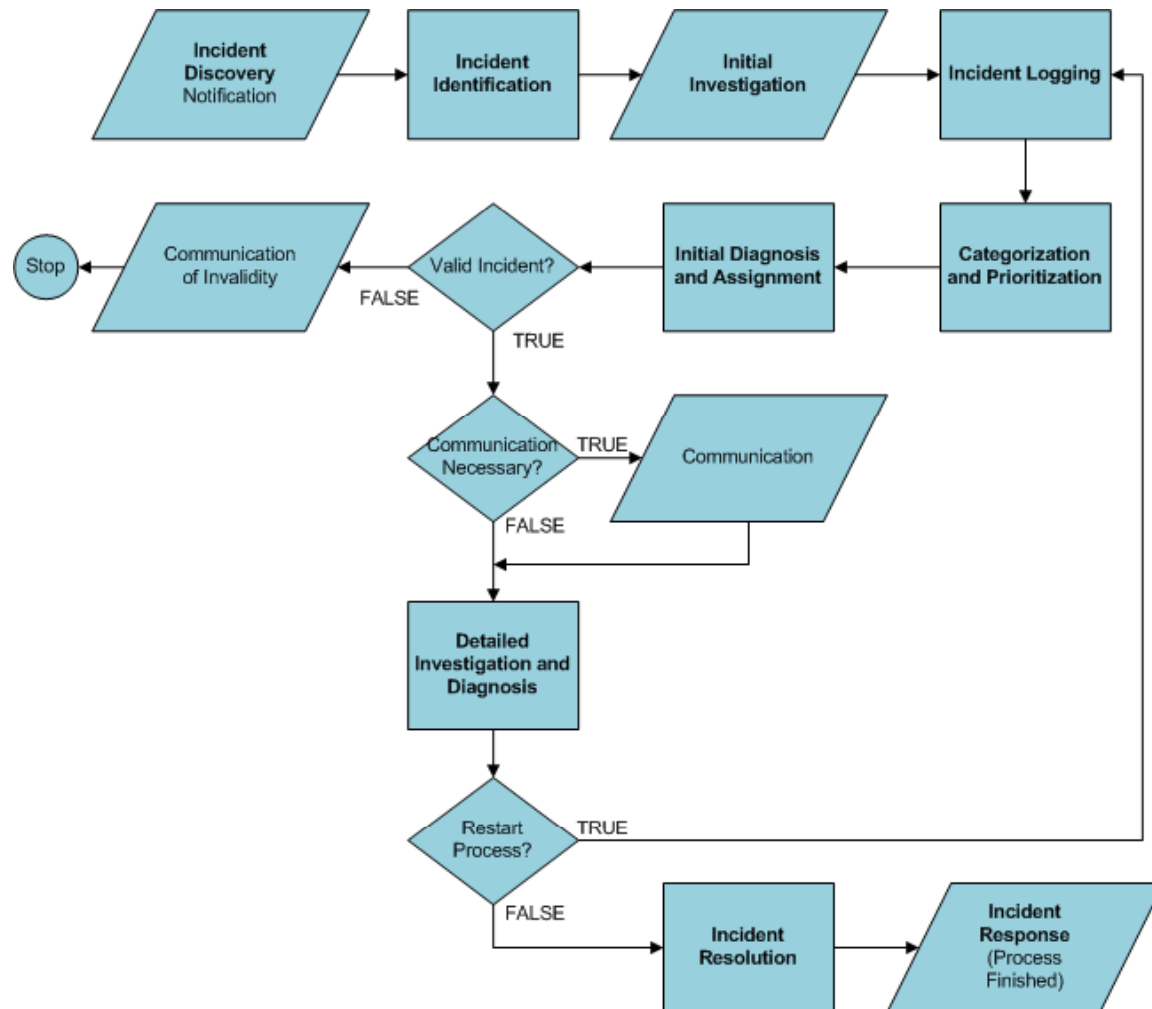 Incident
Discovery
Notification
Incident
Identification
Initial
Investigation
Incident Logging
Stop
Communication
of Invalidity
FALSE
Valid Incident?
TRUE
Initial Diagnosis
and Assignment
Categorization
and Prioritization
Communication
Necessary?
TRUE
FALSE
Communication
Detailed
Investigation and
Diagnosis
Restart
Process?
TRUE
FALSE
Incident
Resolution
Incident
Response
(Process
Finished)